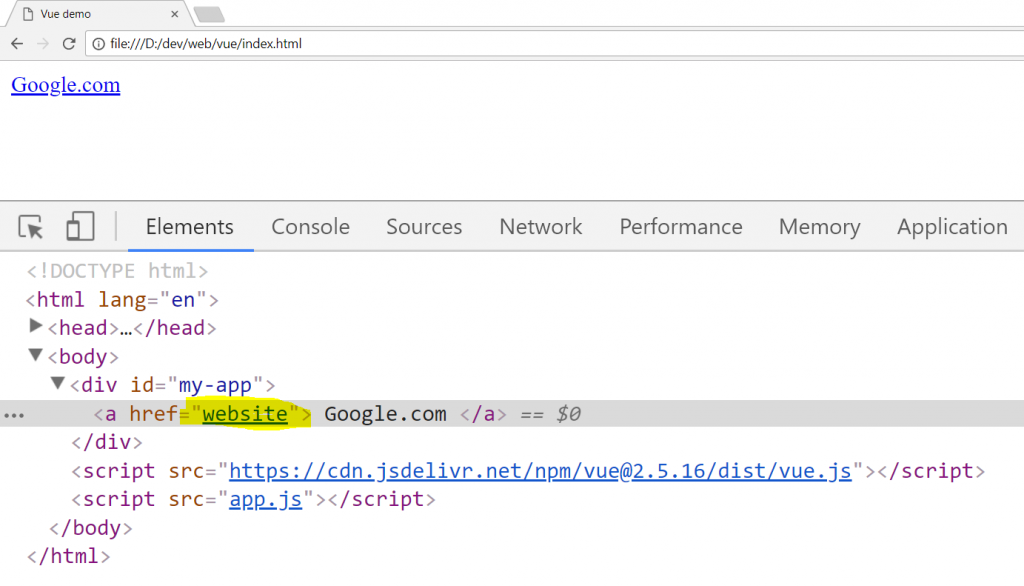 Vue demo
file:///D:/dev/web/vue/index.html
Google.com
Elements Console Sources Network Performance Memory Application
<!DOCTYPE html>
<html lang="en">
<head>…</head>
<body>
<div id="my-app">
<a href="website"> Google.com </a> == $0
</div>
<script src="https://cdn.jsdelivr.net/npm/vue@2.5.16/dist/vue.js"></script>
<script src="app.js"></script>
</body>
</html>